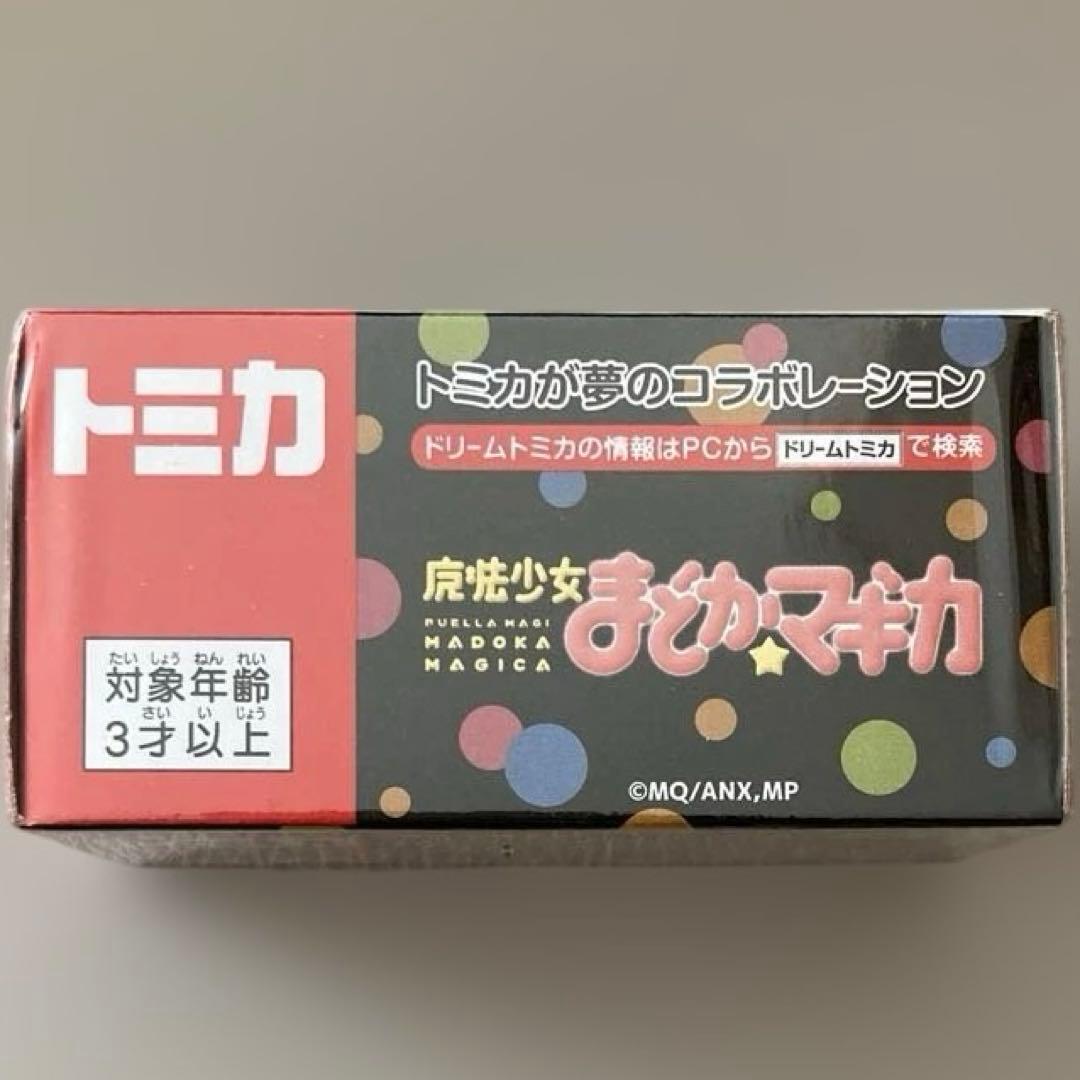 トミカ
たいしょうねんれい
対象年齢
さいいじょう
3才以上
トミカが夢のコラボレーション
ドリームトミカの情報はPCからドリームトミカで検索
魔法少女
まどか★マギカ
PUELLA MAGI
MADOKA
MAGICA
©MQ/ANX,MP